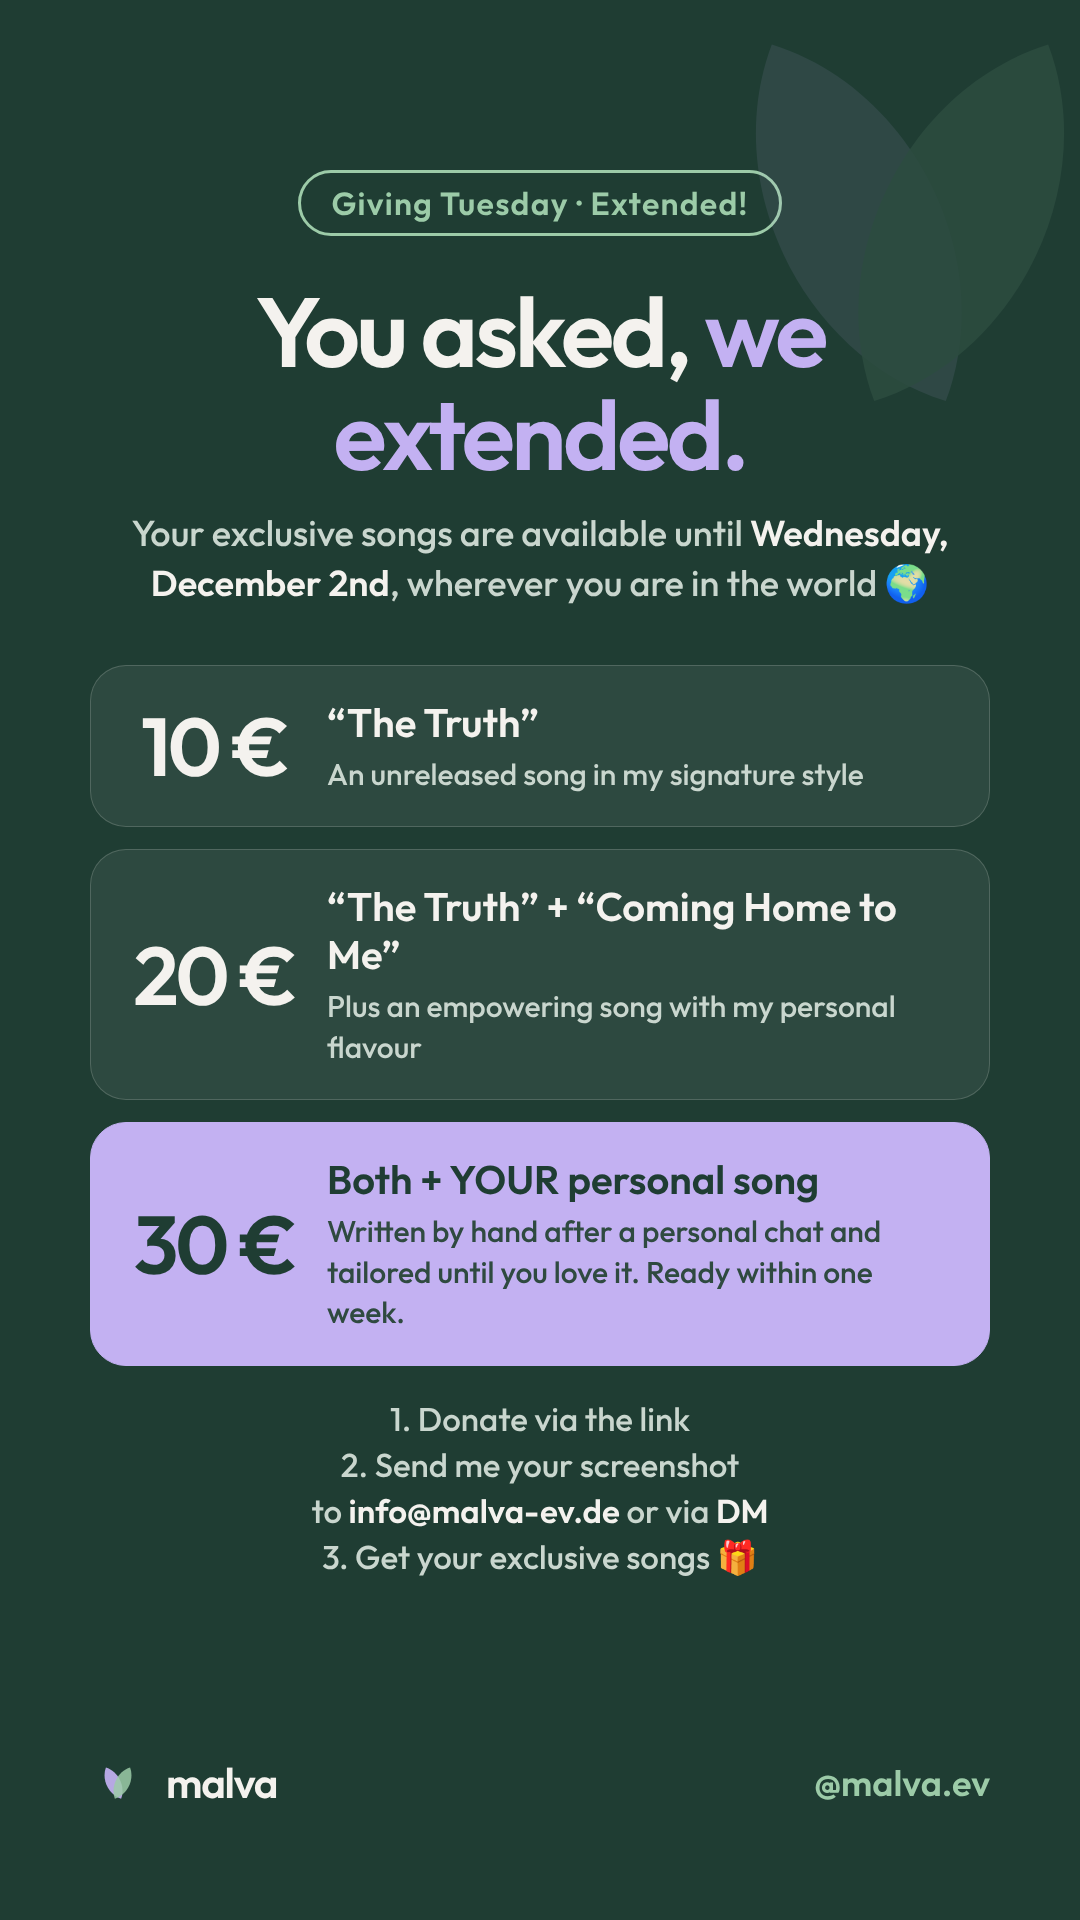 Giving Tuesday · Extended!
You asked, we
extended.
Your exclusive songs are available until Wednesday,
December 2nd, wherever you are in the world 🌍
10 €
“The Truth”
An unreleased song in my signature style
20 €
“The Truth” + “Coming Home to
Me”
Plus an empowering song with my personal
flavour
30 €
Both + YOUR personal song
Written by hand after a personal chat and
tailored until you love it. Ready within one
week.
1. Donate via the link
2. Send me your screenshot
to info@malva-ev.de or via DM
3. Get your exclusive songs 🎁
malva
@malva.ev